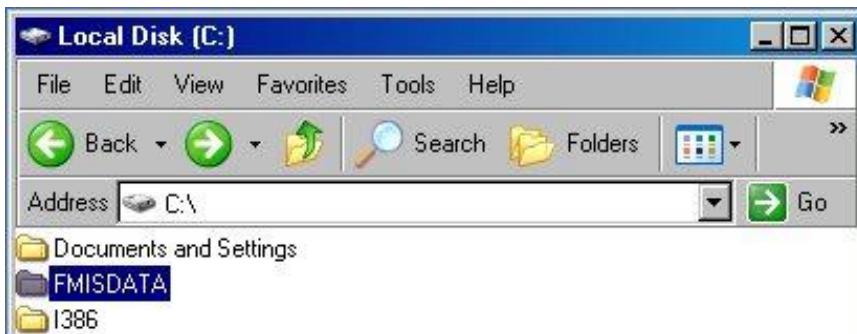 Local Disk (C:)
File Edit View Favorites Tools Help
Back Search Folders »
Address C:\ Go
Documents and Settings
FMISDATA
I386